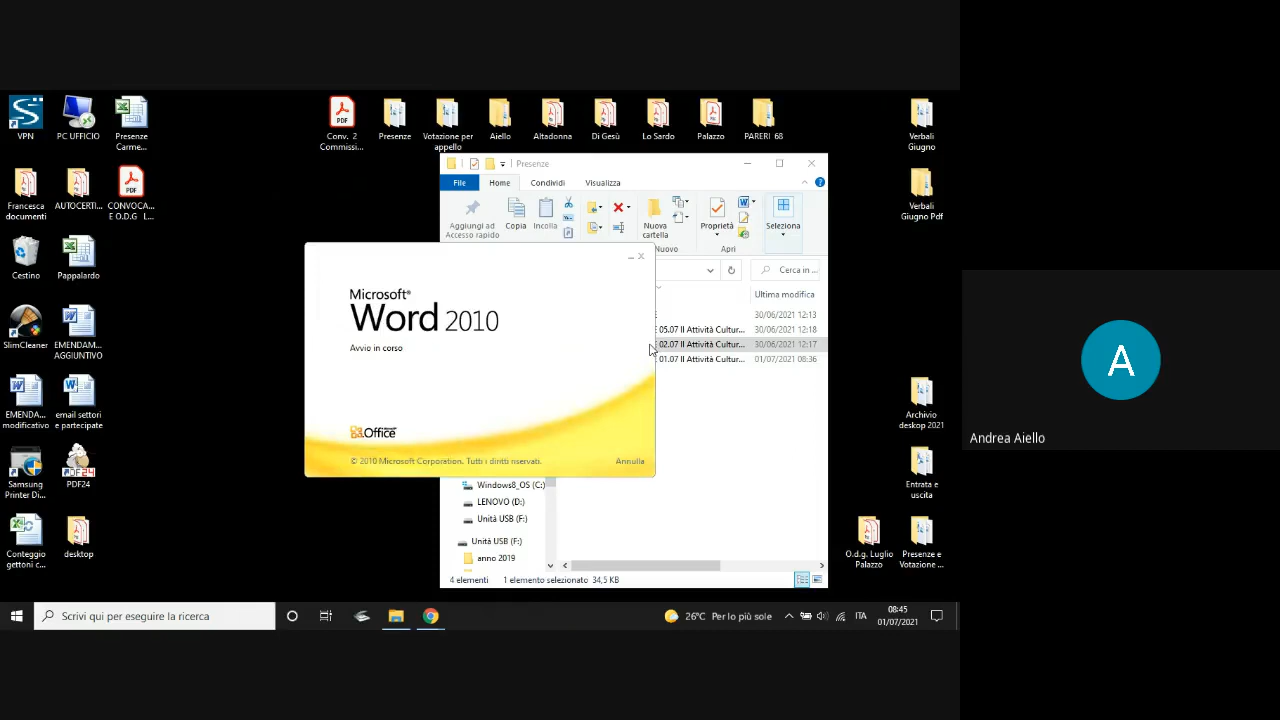 VPN
PC UFFICIO
Presenze
Carme...
Conv. 2
Commissi...
Presenze
Votazione per
appello
Aiello
Altadonna
Di Gesù
Lo Sardo
Palazzo
PARERI 68
Verbali
Giugno
Francesca
documenti
AUTOCERTI...
CONVOCA...
E O.D.G L...
Verbali
Giugno Pdf
Cestino
Pappalardo
SlimCleaner
EMENDAM...
AGGIUNTIVO
EMENDA...
modificativo
email settori
e partecipate
Archivio
deskop 2021
Samsung
Printer Di...
PDF24
Entrata e
uscita
Conteggio
gettoni c...
desktop
O.d.g. Luglio
Palazzo
Presenze e
Votazione ...
Presenze
File
Home
Condividi
Visualizza
Aggiungi ad
Accesso rapido
Copia
Incolla
Nuova
cartella
Nuovo
Proprietà
Apri
Seleziona
Cerca in ...
Ultima modifica
30/06/2021 12:13
05.07 II Attività Cultur...
30/06/2021 12:18
02.07 II Attività Cultur...
30/06/2021 12:17
01.07 II Attività Cultur...
01/07/2021 08:36
Microsoft®
Word 2010
Avvio in corso
Office
© 2010 Microsoft Corporation. Tutti i diritti riservati.
Annulla
Windows8_OS (C:)
LENOVO (D:)
Unità USB (F:)
Unità USB (F:)
anno 2019
4 elementi
1 elemento selezionato 34,5 KB
Scrivi qui per eseguire la ricerca
26°C Per lo più sole
ITA
08:45
01/07/2021
A
Andrea Aiello